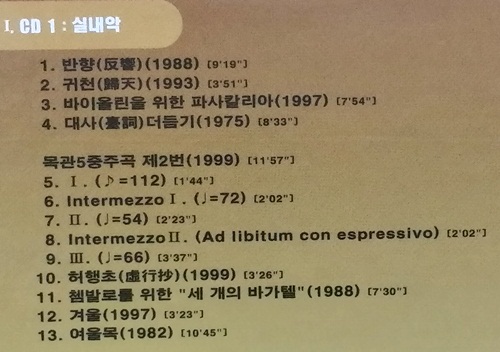 I, CD 1 : 실내악
1. 반향(反響)(1988) [9'19"]
2. 귀천(歸天)(1993) [3'51"]
3. 바이올린을 위한 파사칼리아(1997) [7'54"]
4. 대사(臺詞)더듬기(1975) [8'33"]
목관5중주곡 제2번(1999) [11'57"]
5. Ⅰ. (♪=112) [1'44"]
6. Intermezzo Ⅰ. (♩=72) [2'02"]
7. Ⅱ. (♩=54) [2'23"]
8. Intermezzo Ⅱ. (Ad libitum con espressivo) [2'02"]
9. Ⅲ. (♩=66) [3'37"]
10. 허행초(虛行抄)(1999) [3'26"]
11. 쳄발로를 위한 "세 개의 바가텔"(1988) [7'30"]
12. 겨울(1997) [3'23"]
13. 여울목(1982) [10'45"]